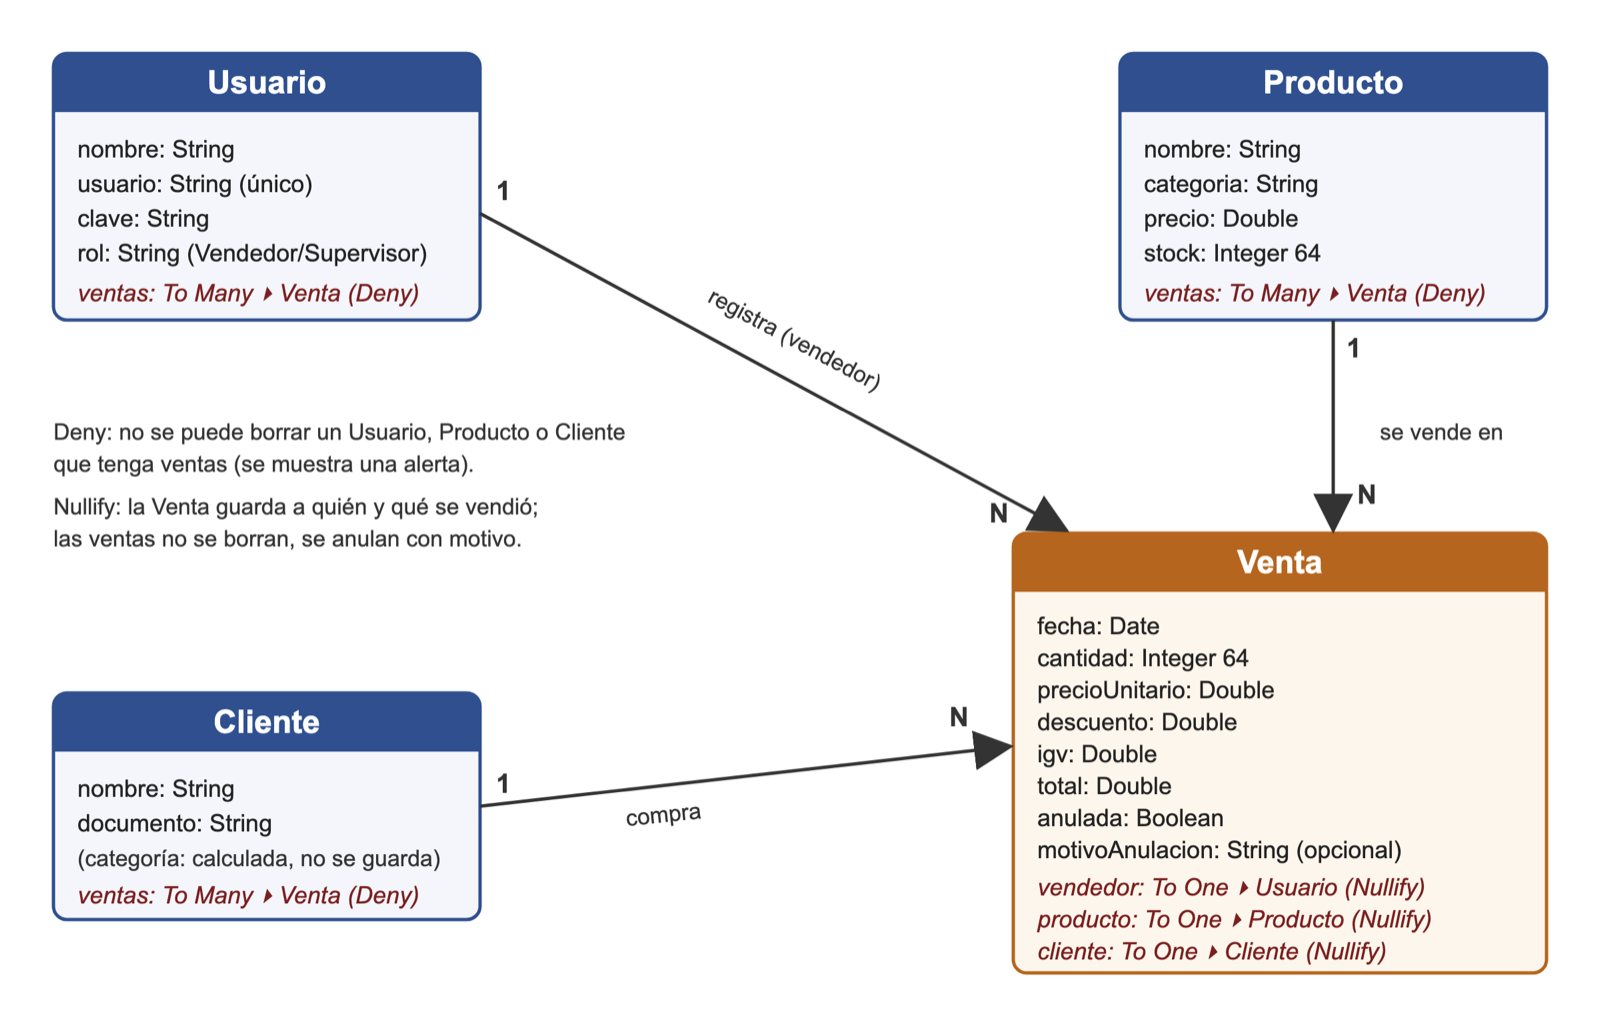 Usuario
nombre: String
usuario: String (único)
clave: String
rol: String (Vendedor/Supervisor)
ventas: To Many ▸ Venta (Deny)
Producto
nombre: String
categoria: String
precio: Double
stock: Integer 64
ventas: To Many ▸ Venta (Deny)
1
registra (vendedor)
N
1
se vende en
N
Deny: no se puede borrar un Usuario, Producto o Cliente
que tenga ventas (se muestra una alerta).
Nullify: la Venta guarda a quién y qué se vendió;
las ventas no se borran, se anulan con motivo.
Cliente
nombre: String
documento: String
(categoría: calculada, no se guarda)
ventas: To Many ▸ Venta (Deny)
1
compra
N
Venta
fecha: Date
cantidad: Integer 64
precioUnitario: Double
descuento: Double
igv: Double
total: Double
anulada: Boolean
motivoAnulacion: String (opcional)
vendedor: To One ▸ Usuario (Nullify)
producto: To One ▸ Producto (Nullify)
cliente: To One ▸ Cliente (Nullify)